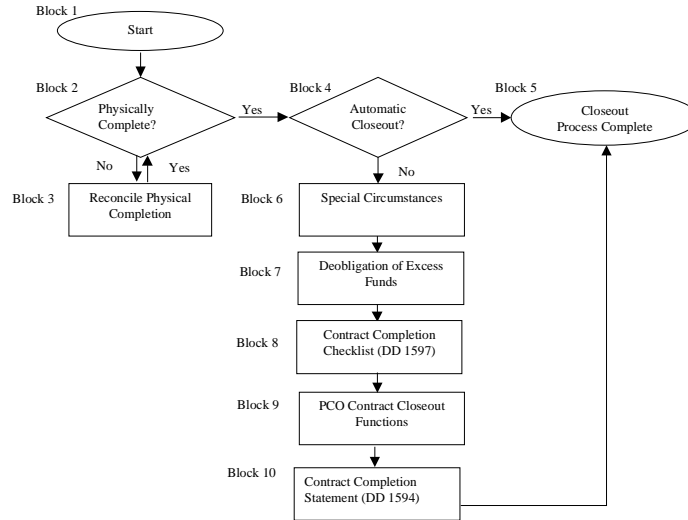 Block 1
Start
Block 2
Physically
Complete?
Yes
Block 4
Automatic
Closeout?
Yes
Block 5
Closeout
Process Complete
No
Yes
Block 3
Reconcile Physical
Completion
No
Block 6
Special Circumstances
Block 7
Deobligation of Excess
Funds
Block 8
Contract Completion
Checklist (DD 1597)
Block 9
PCO Contract Closeout
Functions
Block 10
Contract Completion
Statement (DD 1594)